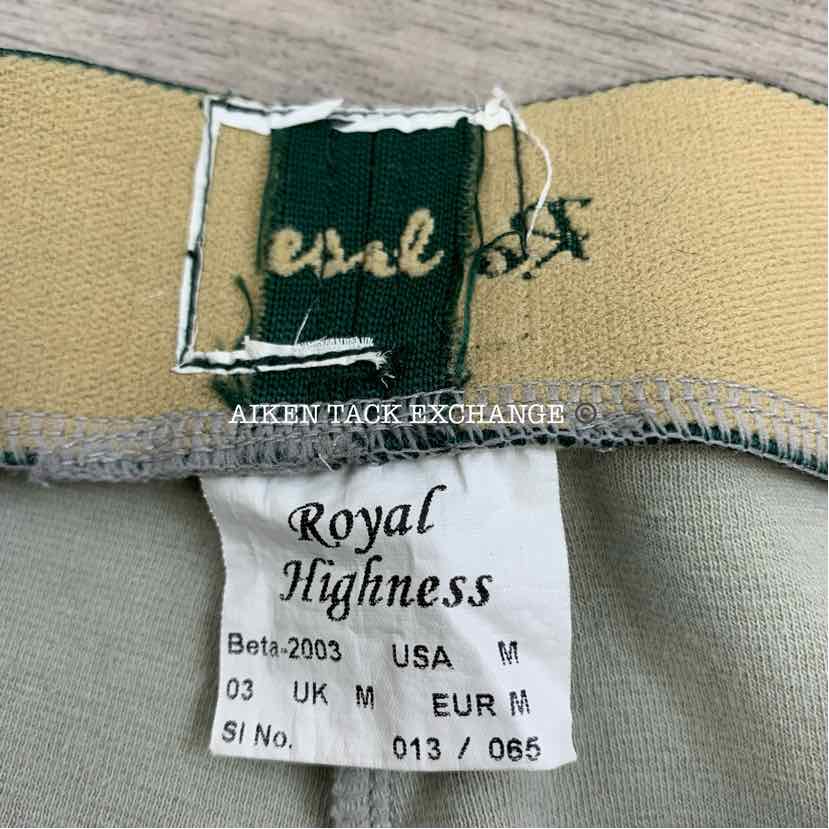 AIKEN TACK EXCHANGE ©
Royal
Highness
Beta-2003 USA M
03 UK M EUR M
SI No. 013 / 065